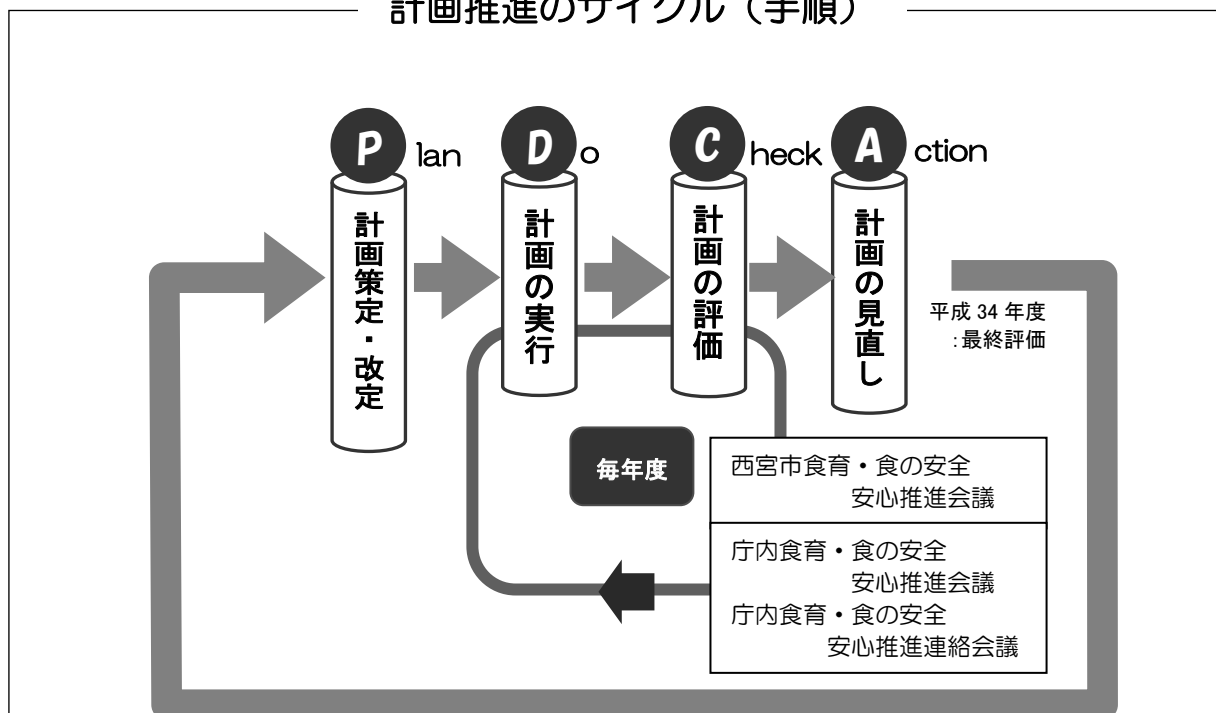 計画推進のサイクル（手順）
Plan
Do
Check
Action
計画策定・改定
計画の実行
計画の評価
計画の見直し
平成 34 年度
:最終評価
毎年度
西宮市食育・食の安全
安心推進会議
庁内食育・食の安全
安心推進会議
庁内食育・食の安全
安心推進連絡会議